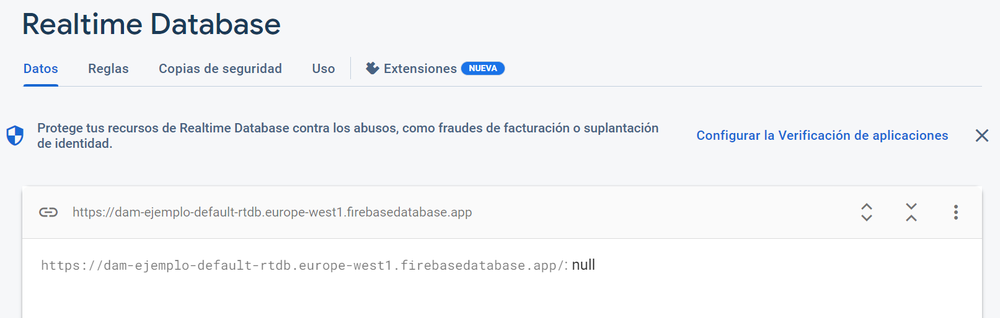 Realtime Database
Datos Reglas Copias de seguridad Uso Extensiones NUEVA
Protege tus recursos de Realtime Database contra los abusos, como fraudes de facturación o suplantación
de identidad.
Configurar la Verificación de aplicaciones
https://dam-ejemplo-default-rtdb.europe-west1.firebasedatabase.app
https://dam-ejemplo-default-rtdb.europe-west1.firebasedatabase.app/: null